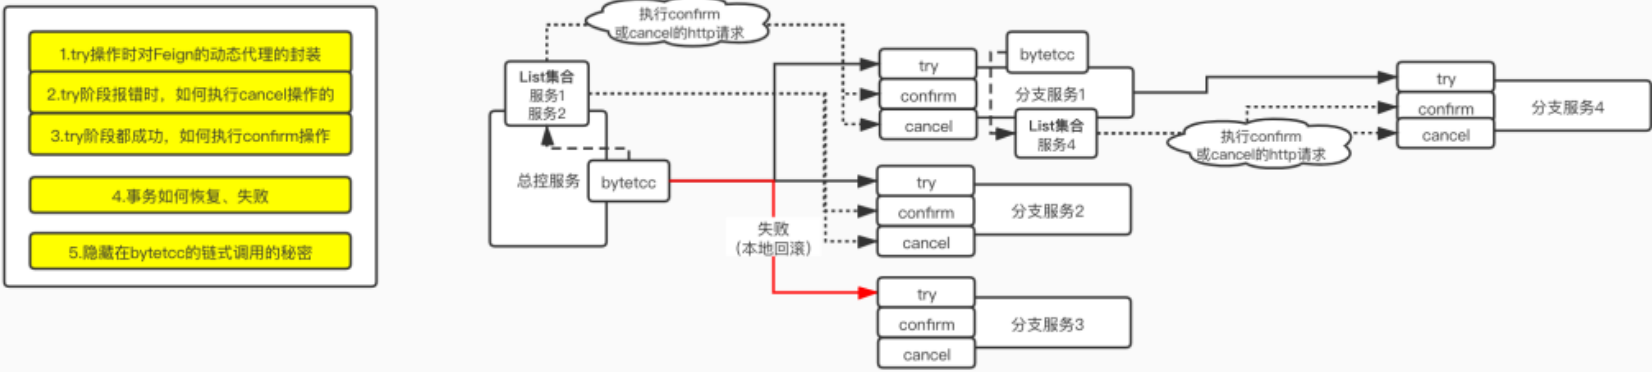 1.try操作时对Feign的动态代理的封装
2.try阶段报错时，如何执行cancel操作的
3.try阶段都成功，如何执行confirm操作
4.事务如何恢复、失败
5.隐藏在bytetcc的链式调用的秘密
执行confirm
或cancel的http请求
List集合
服务1
服务2
总控服务
bytetcc
失败
（本地回滚）
try
confirm
cancel
分支服务1
bytetcc
List集合
服务4
执行confirm
或cancel的http请求
try
confirm
cancel
分支服务4
try
confirm
cancel
分支服务2
try
confirm
cancel
分支服务3